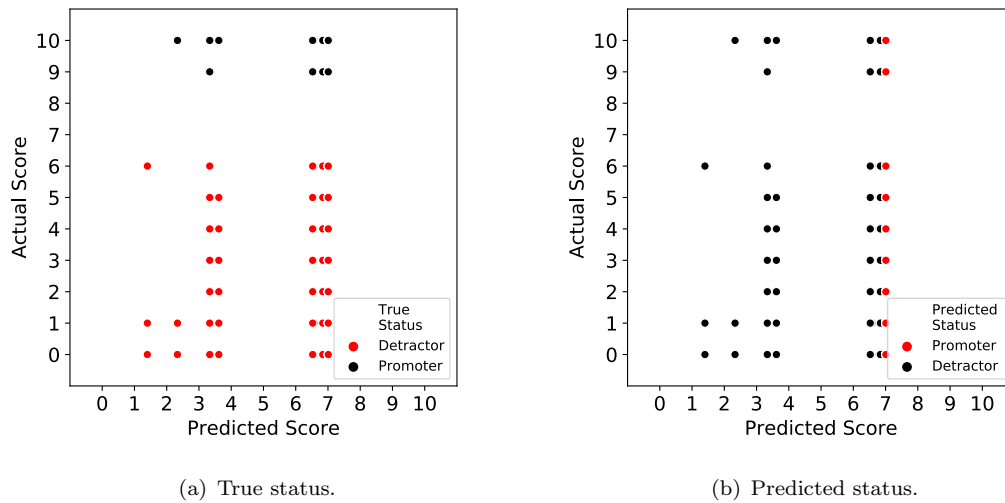 10
9
8
7
6
5
4
3
2
1
0
Actual Score
0 1 2 3 4 5 6 7 8 9 10
Predicted Score
True
Status
Detractor
Promoter
(a) True status.
10
9
8
7
6
5
4
3
2
1
0
Actual Score
0 1 2 3 4 5 6 7 8 9 10
Predicted Score
Predicted
Status
Promoter
Detractor
(b) Predicted status.